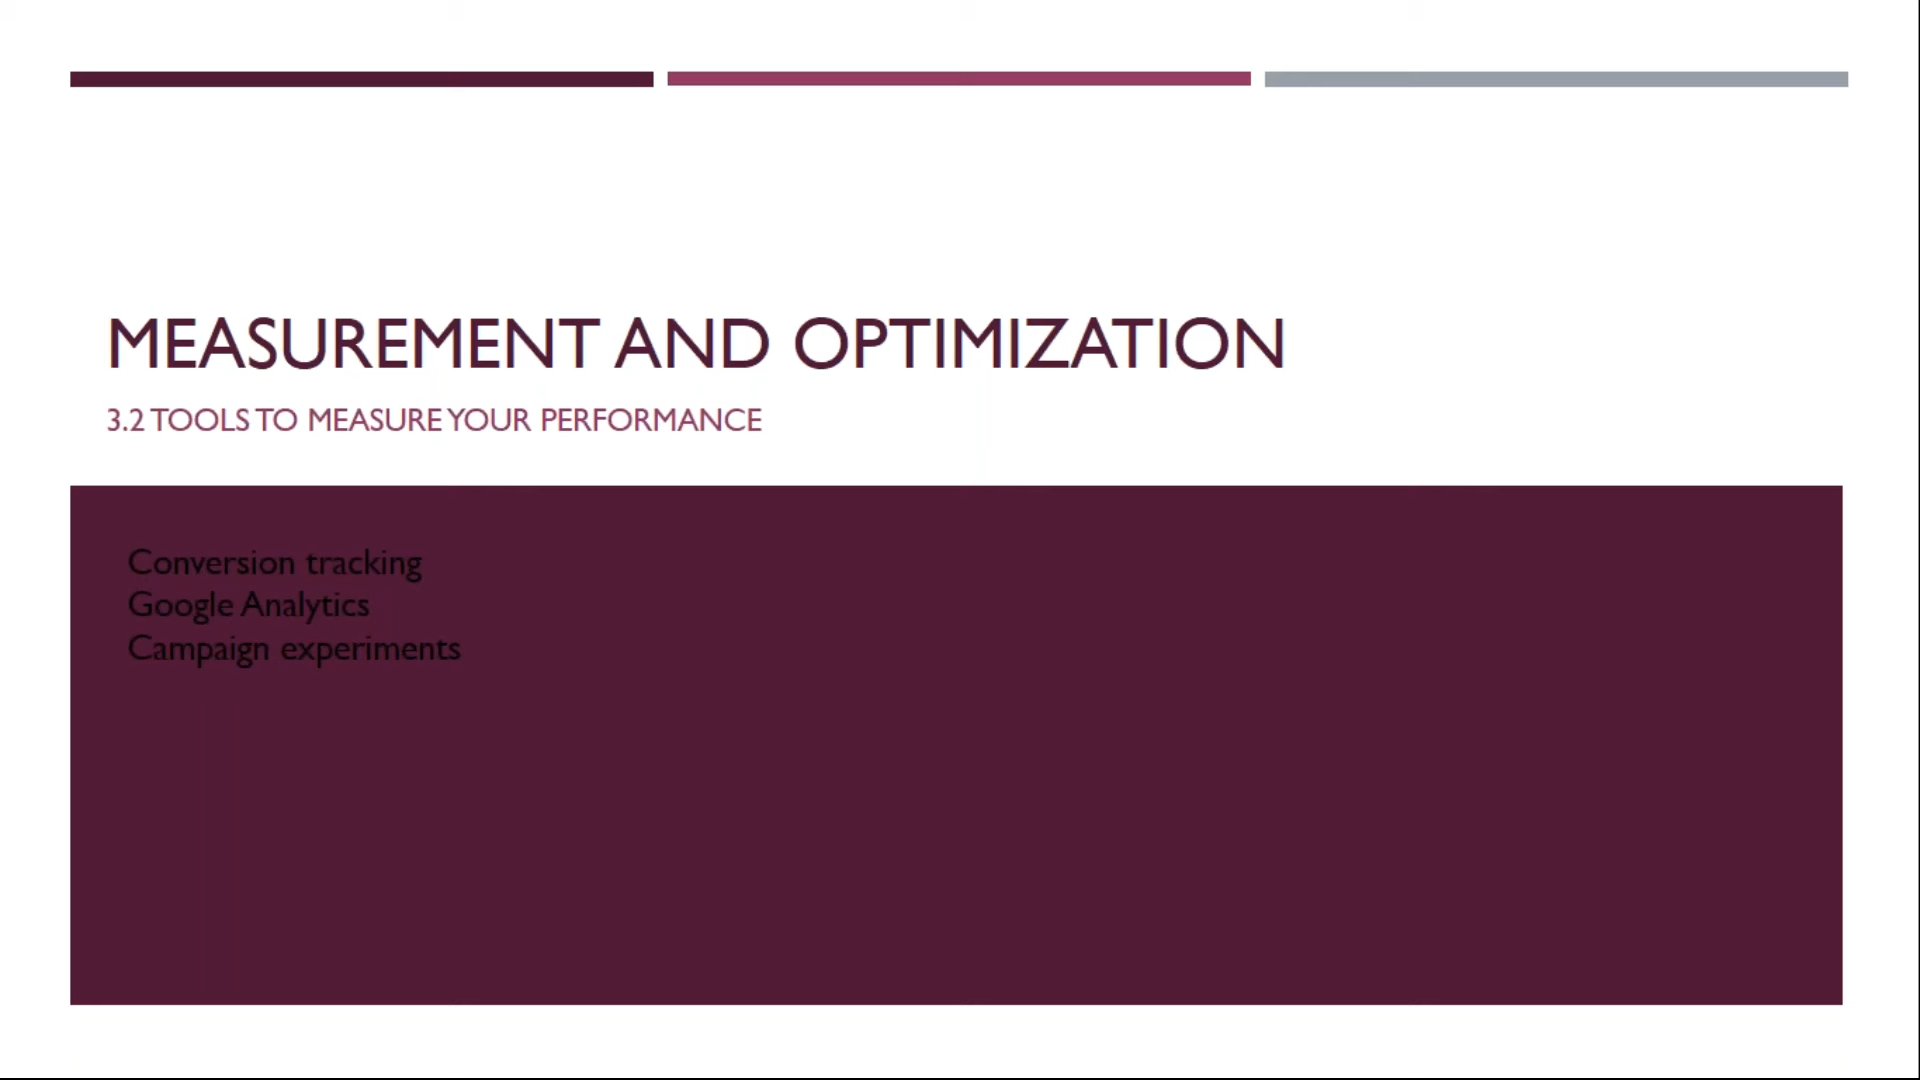 MEASUREMENT AND OPTIMIZATION
3.2 TOOLS TO MEASURE YOUR PERFORMANCE
Conversion tracking
Google Analytics
Campaign experiments